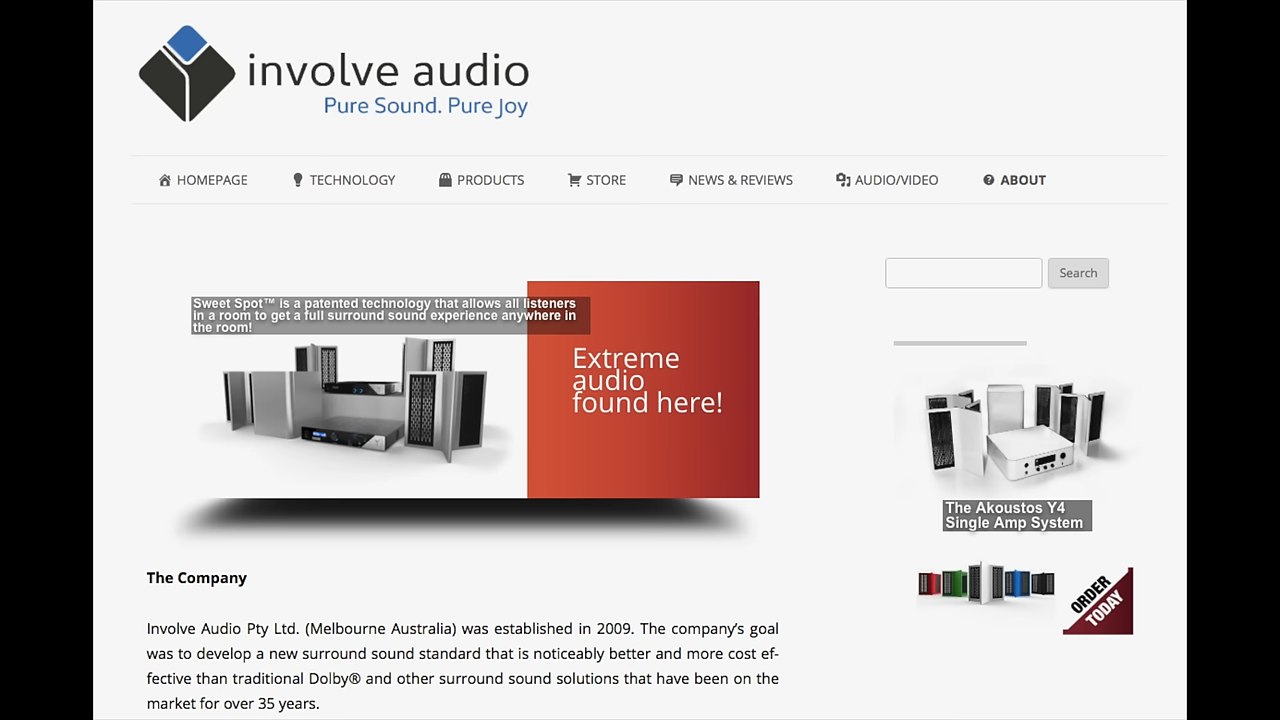 involve audio
Pure Sound. Pure Joy
HOMEPAGE TECHNOLOGY PRODUCTS STORE NEWS & REVIEWS AUDIO/VIDEO ABOUT
Search
Sweet Spot™ is a patented technology that allows all listeners
in a room to get a full surround sound experience anywhere in
the room!
Extreme
audio
found here!
The Akoustos Y4
Single Amp System
ORDER
TODAY
The Company
Involve Audio Pty Ltd. (Melbourne Australia) was established in 2009. The company's goal
was to develop a new surround sound standard that is noticeably better and more cost ef-
fective than traditional Dolby® and other surround sound solutions that have been on the
market for over 35 years.